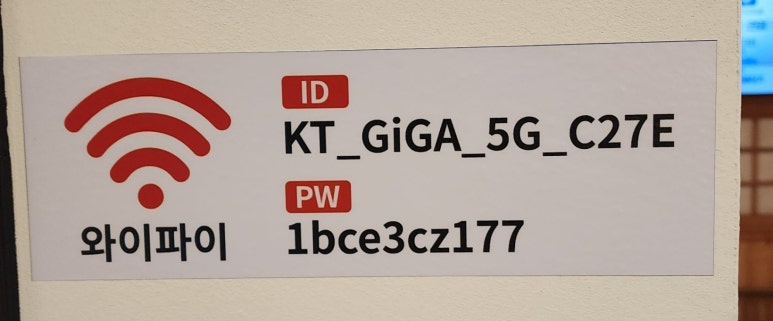 와이파이
ID
KT_GiGA_5G_C27E
PW
1bce3cz177